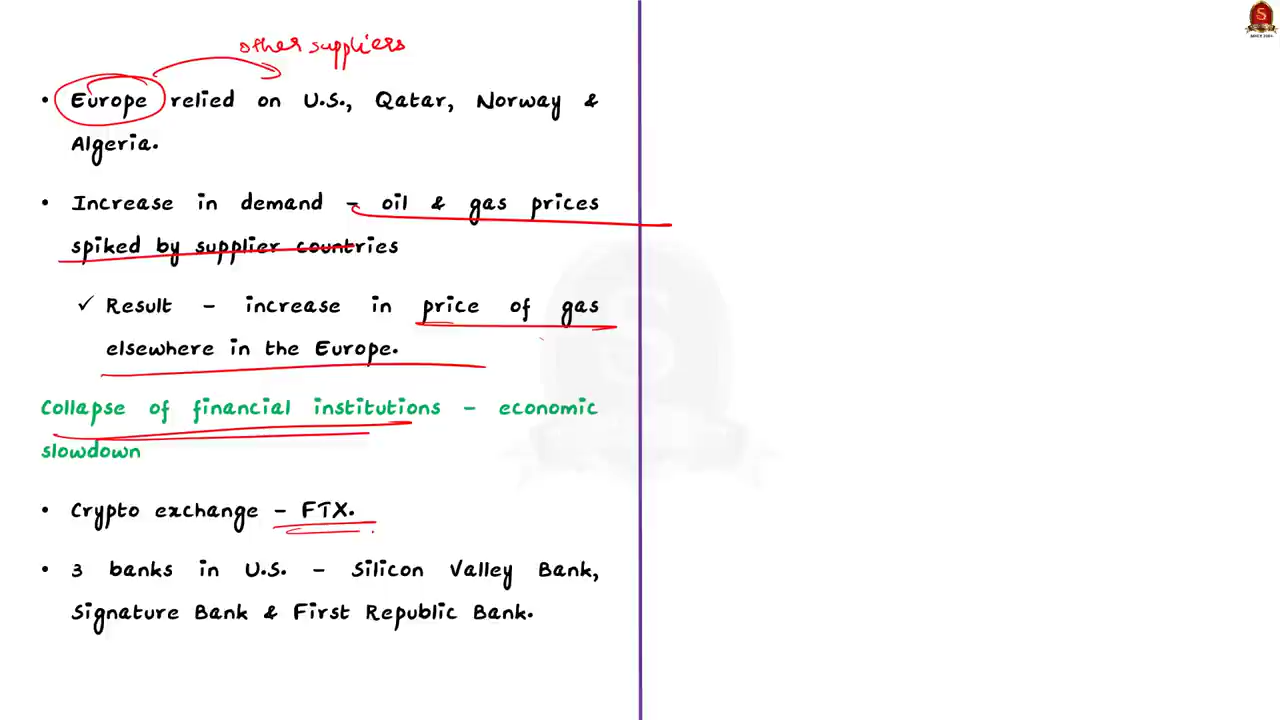 other suppliers
• Europe relied on U.S., Qatar, Norway &
Algeria.
• Increase in demand – oil & gas prices
spiked by supplier countries
✓ Result – increase in price of gas
elsewhere in the Europe.
Collapse of financial institutions – economic
slowdown
• Crypto exchange – FTX.
• 3 banks in U.S. – Silicon Valley Bank,
Signature Bank & First Republic Bank.
S